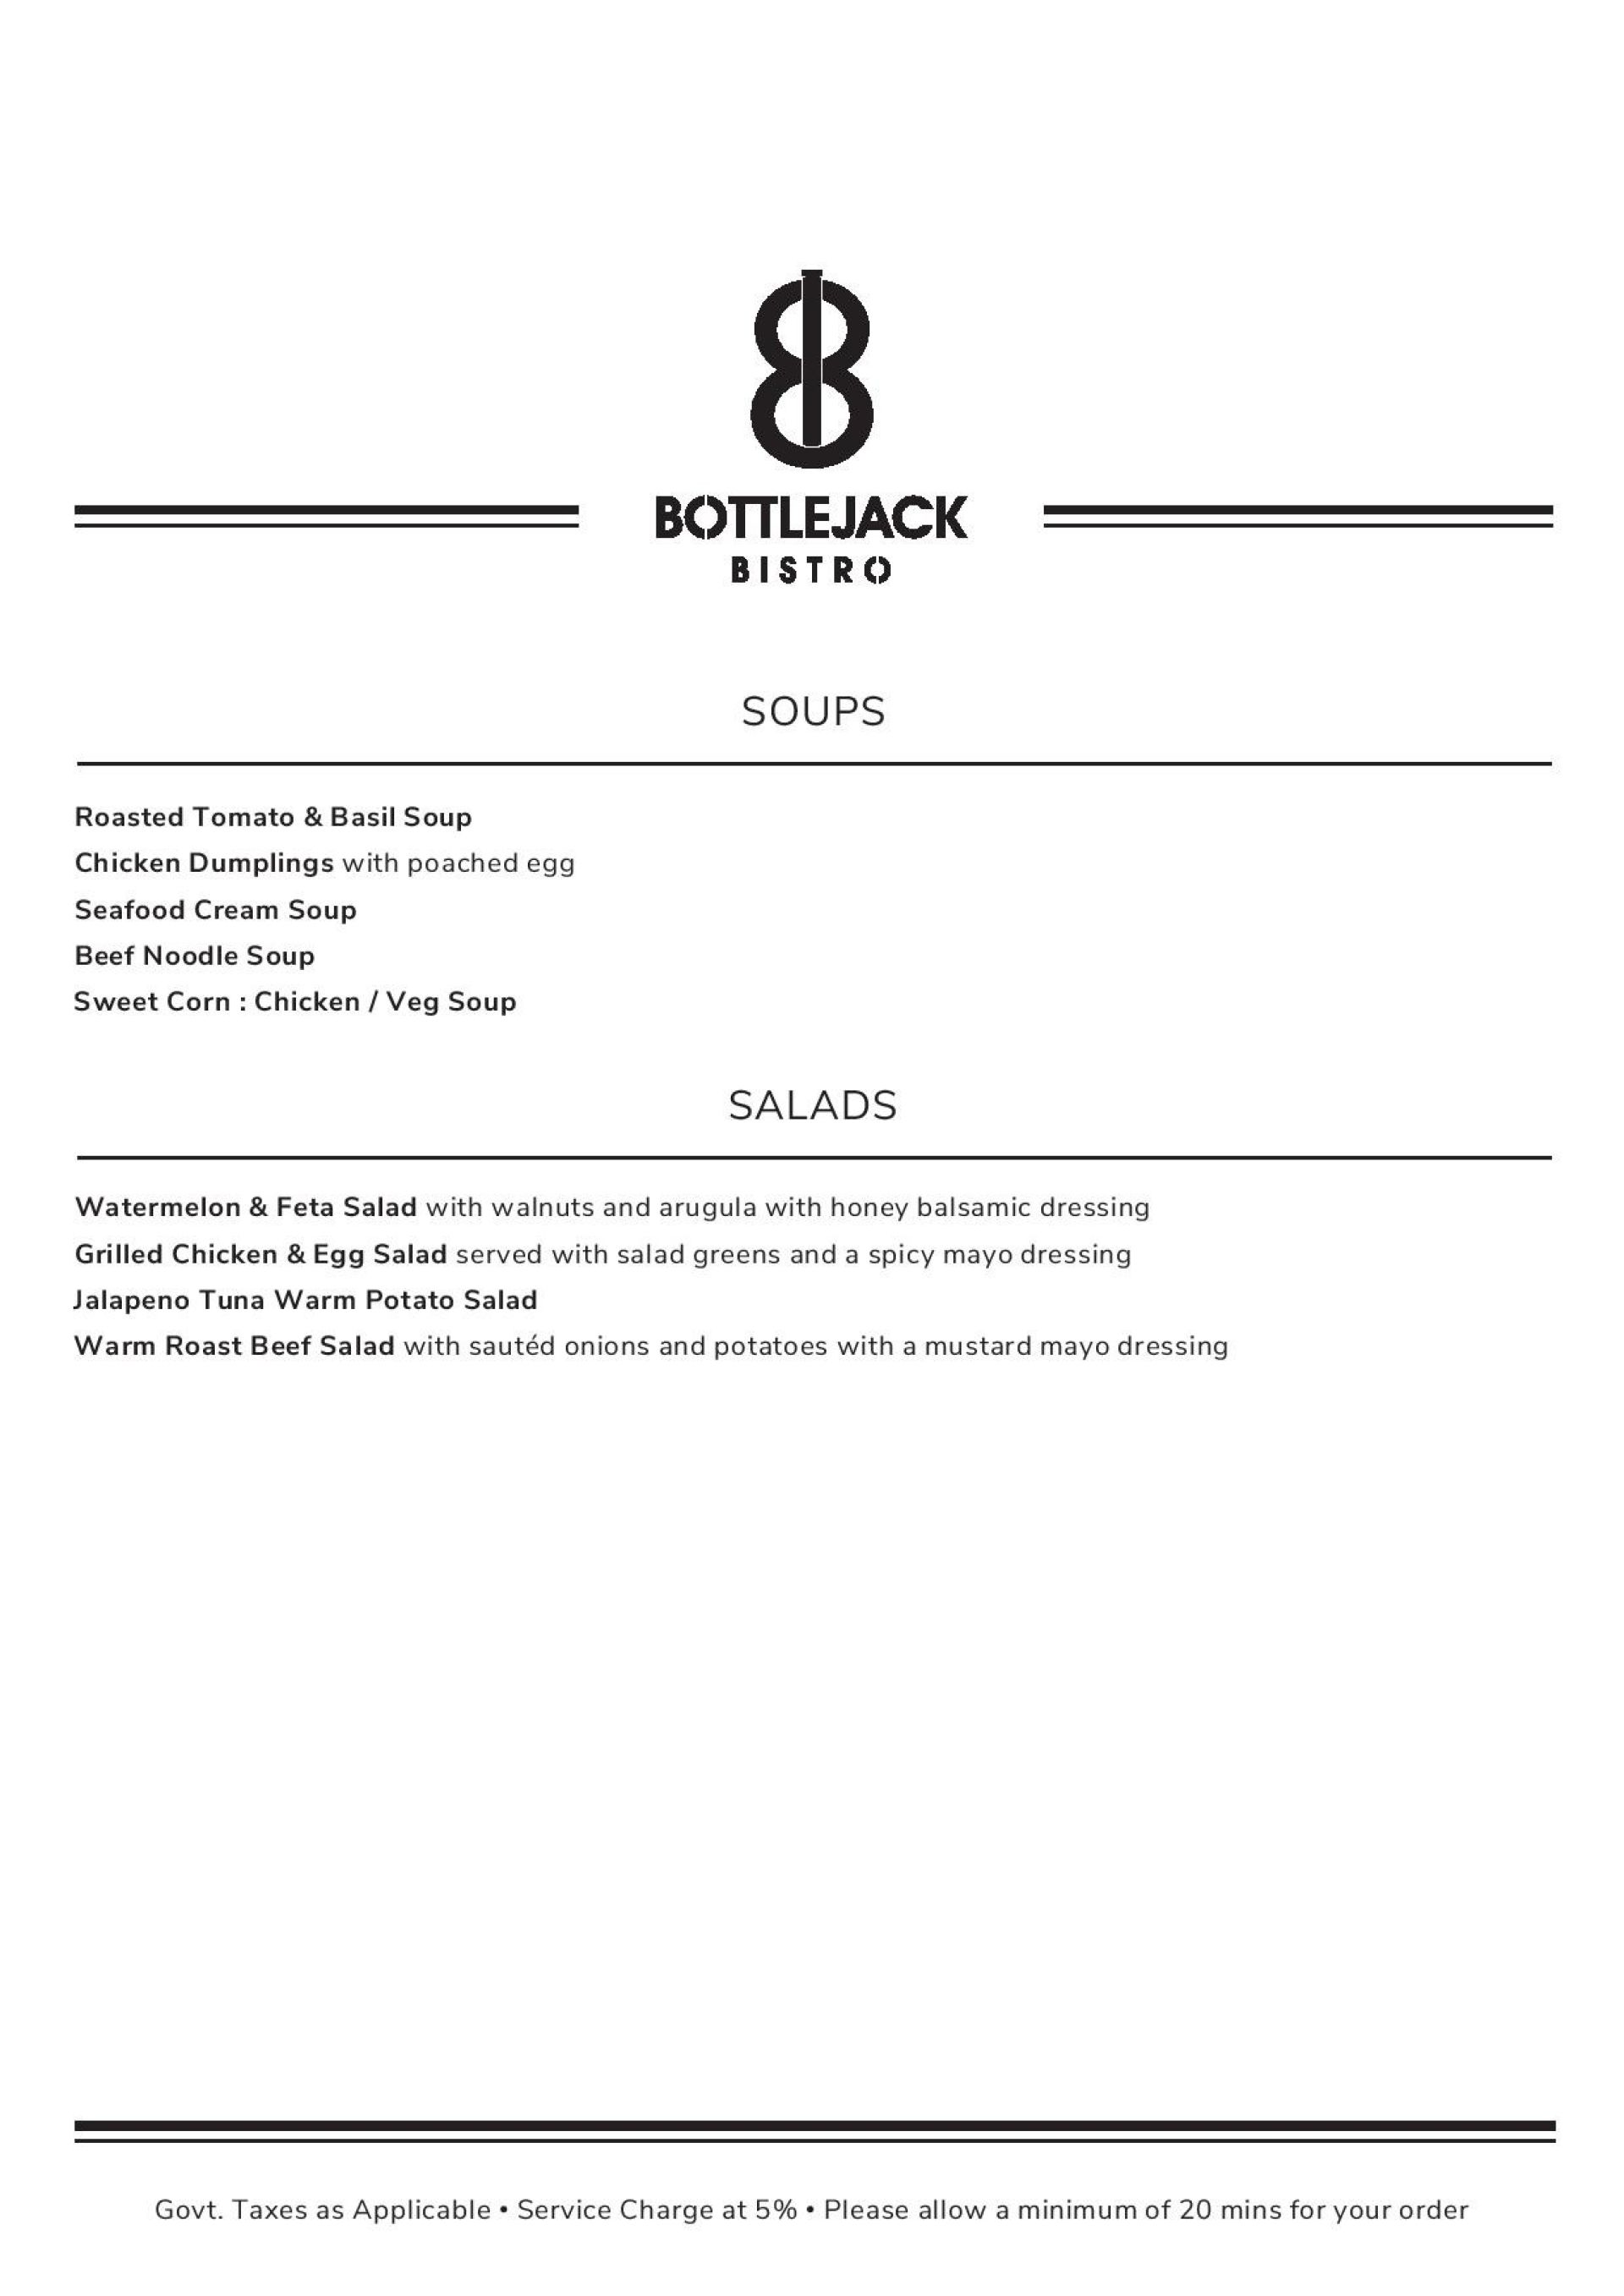 BOTTLEJACK
BISTRO
SOUPS
Roasted Tomato & Basil Soup
Chicken Dumplings with poached egg
Seafood Cream Soup
Beef Noodle Soup
Sweet Corn : Chicken / Veg Soup
SALADS
Watermelon & Feta Salad with walnuts and arugula with honey balsamic dressing
Grilled Chicken & Egg Salad served with salad greens and a spicy mayo dressing
Jalapeno Tuna Warm Potato Salad
Warm Roast Beef Salad with sautéd onions and potatoes with a mustard mayo dressing
Govt. Taxes as Applicable • Service Charge at 5% • Please allow a minimum of 20 mins for your order